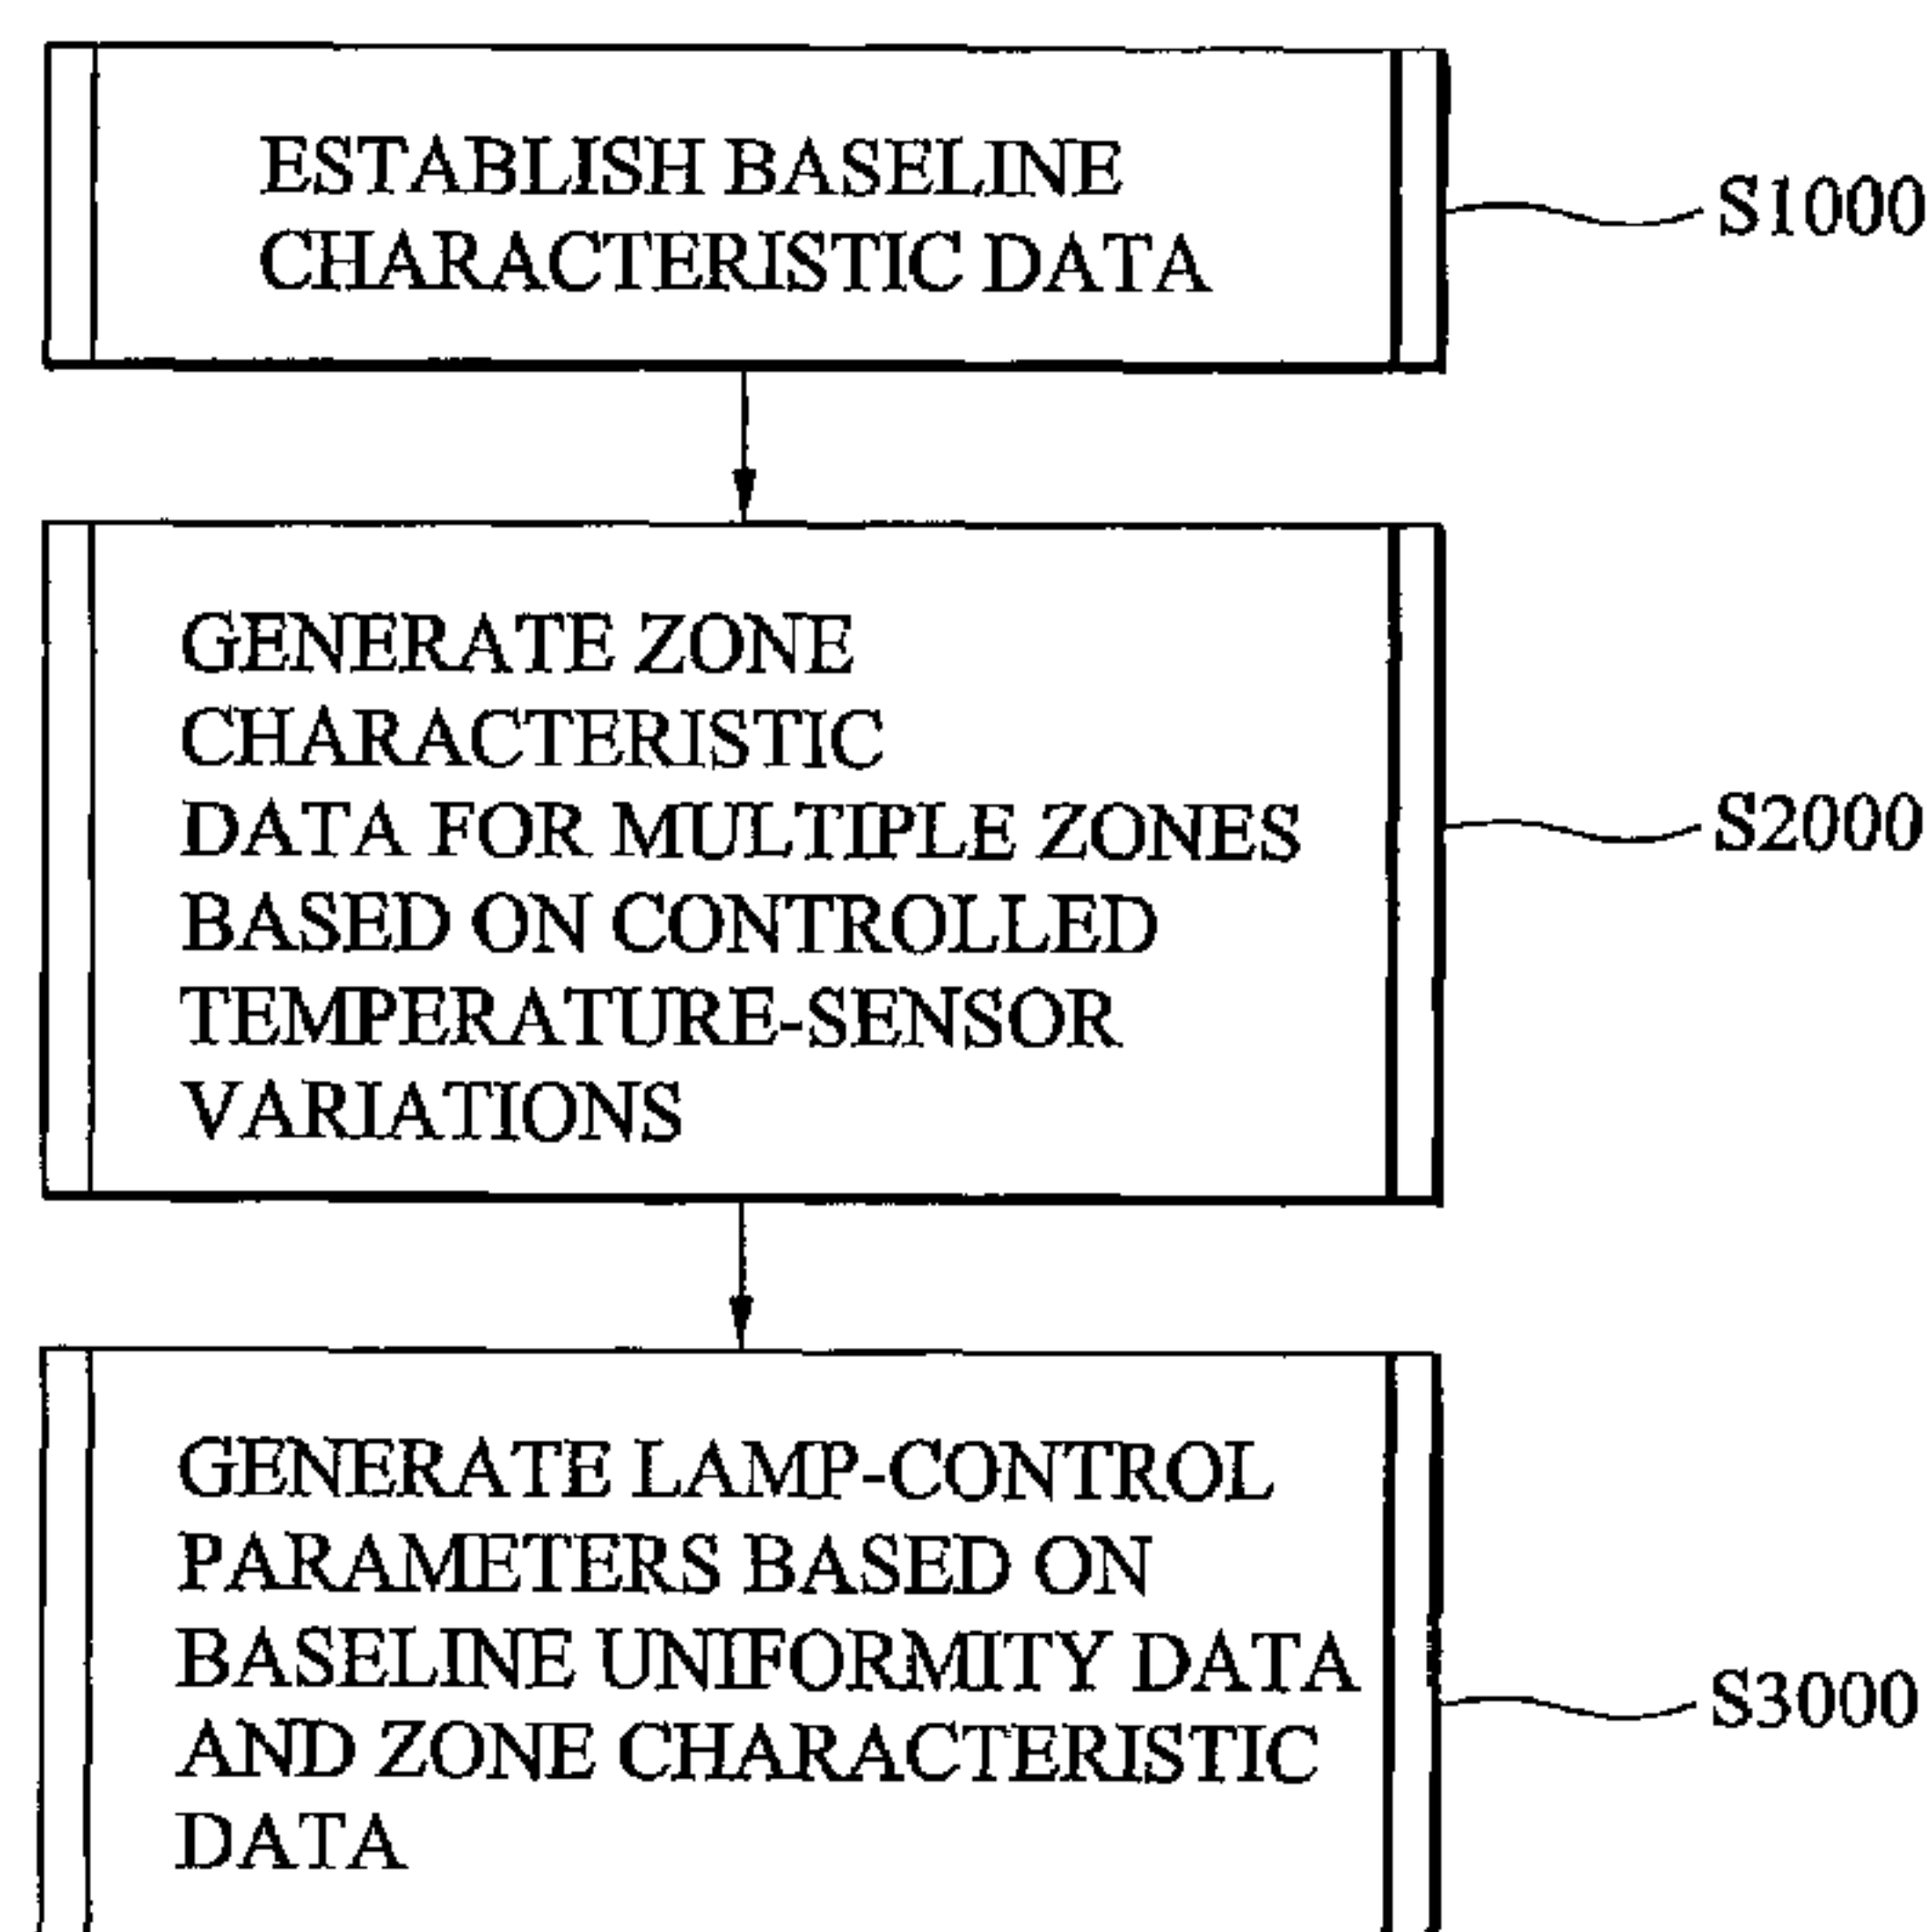 ESTABLISH BASELINE
CHARACTERISTIC DATA
S1000
GENERATE ZONE
CHARACTERISTIC
DATA FOR MULTIPLE ZONES
BASED ON CONTROLLED
TEMPERATURE-SENSOR
VARIATIONS
S2000
GENERATE LAMP-CONTROL
PARAMETERS BASED ON
BASELINE UNIFORMITY DATA
AND ZONE CHARACTERISTIC
DATA
S3000